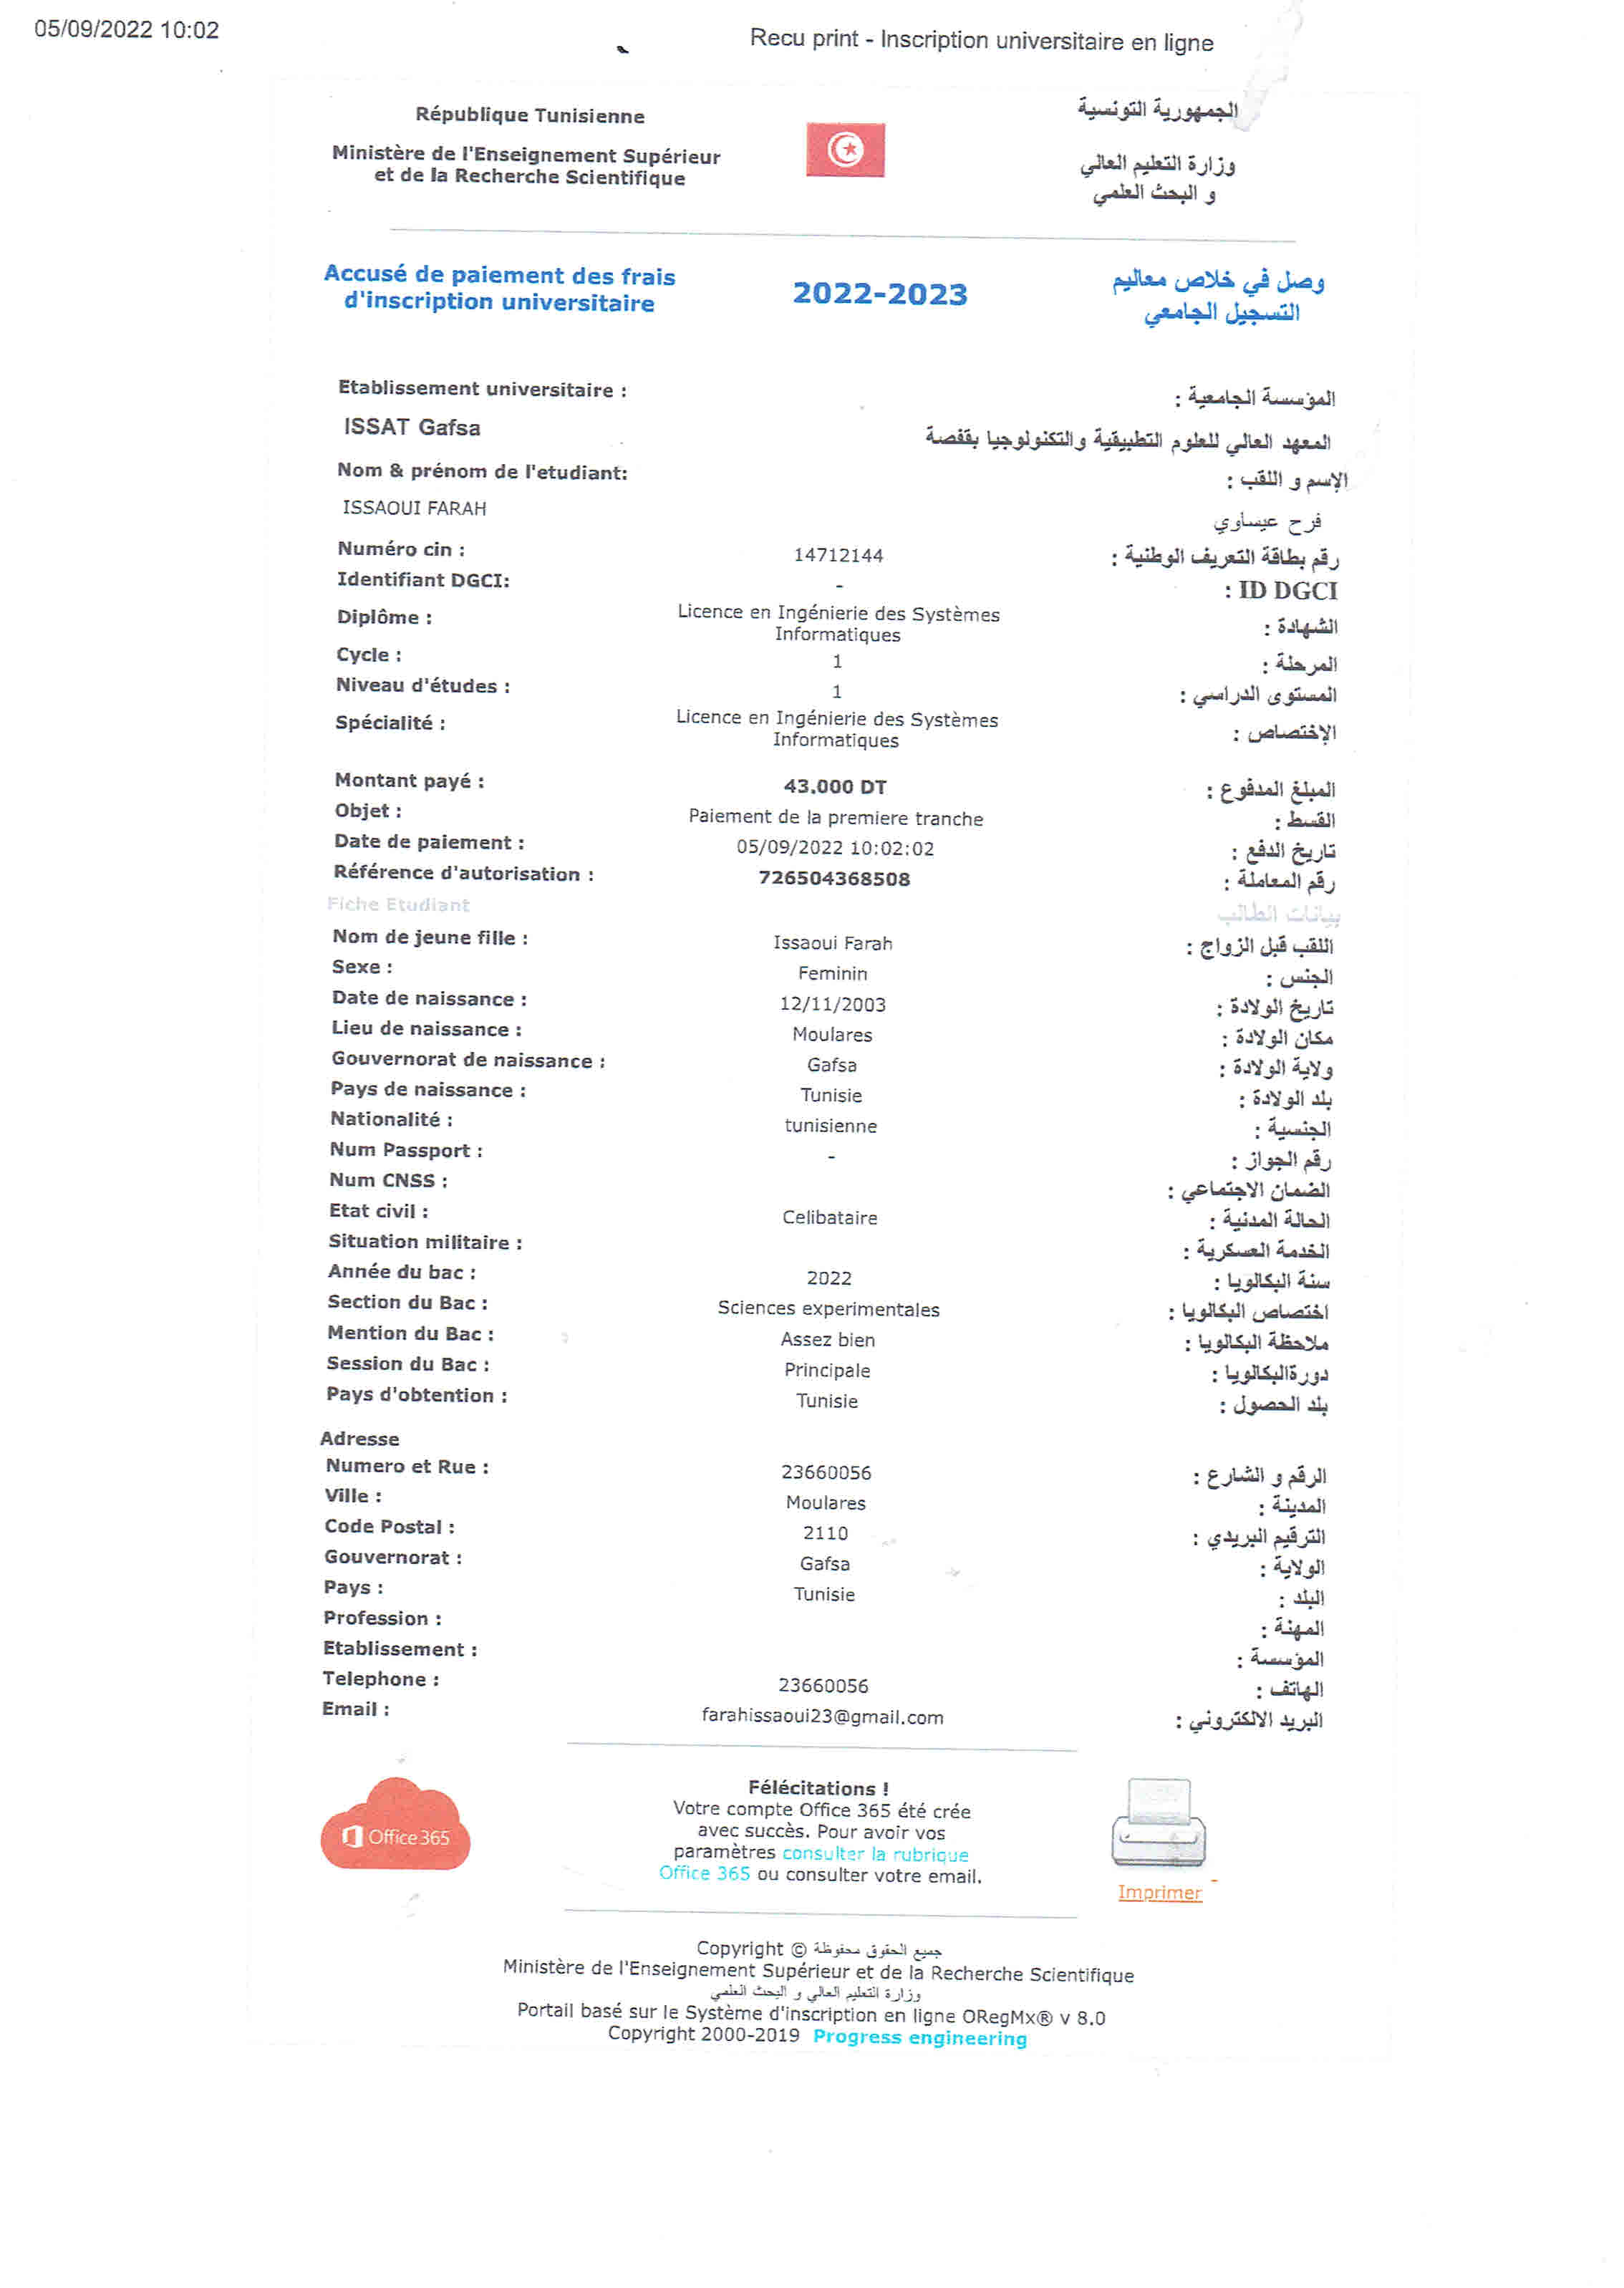 05/09/2022 10:02
Recu print - Inscription universitaire en ligne
République Tunisienne
الجمهورية التونسية
Ministère de l'Enseignement Supérieur
et de la Recherche Scientifique
وزارة التعليم العالي
و البحث العلمي
Accusé de paiement des frais
d'inscription universitaire
2022-2023
وصل في خلاص معاليم
التسجيل الجامعي
Etablissement universitaire :
المؤسسة الجامعية :
ISSAT Gafsa
المعهد العالي للعلوم التطبيقية والتكنولوجيا بقفصة
Nom & prénom de l'etudiant:
الإسم و اللقب :
ISSAOUI FARAH
فرح عيساوي
Numéro cin : 14712144 رقم بطاقة التعريف الوطنية :
Identifiant DGCI: - ID DGCI :
Diplôme : Licence en Ingénierie des Systèmes الشهادة :
Informatiques
Cycle : 1 المرحلة :
Niveau d'études : 1 المستوى الدراسي :
Spécialité : Licence en Ingénierie des Systèmes الإختصاص :
Informatiques
Montant payé : 43.000 DT المبلغ المدفوع :
Objet : Paiement de la premiere tranche القسط :
Date de paiement : 05/09/2022 10:02:02 تاريخ الدفع :
Référence d'autorisation : 726504368508 رقم المعاملة :
Fiche Etudiant بيانات الطالب
Nom de jeune fille : Issaoui Farah اللقب قبل الزواج :
Sexe : Feminin الجنس :
Date de naissance : 12/11/2003 تاريخ الولادة :
Lieu de naissance : Moulares مكان الولادة :
Gouvernorat de naissance : Gafsa ولاية الولادة :
Pays de naissance : Tunisie بلد الولادة :
Nationalité : tunisienne الجنسية :
Num Passport : - رقم الجواز :
Num CNSS : الضمان الاجتماعي :
Etat civil : Celibataire الحالة المدنية :
Situation militaire : الخدمة العسكرية :
Année du bac : 2022 سنة البكالويا :
Section du Bac : Sciences experimentales اختصاص البكالويا :
Mention du Bac : Assez bien ملاحظة البكالويا :
Session du Bac : Principale دورةالبكالويا :
Pays d'obtention : Tunisie بلد الحصول :
Adresse
Numero et Rue : 23660056 الرقم و الشارع :
Ville : Moulares المدينة :
Code Postal : 2110 الترقيم البريدي :
Gouvernorat : Gafsa الولاية :
Pays : Tunisie البلد :
Profession : المهنة :
Etablissement : المؤسسة :
Telephone : 23660056 الهاتف :
Email : farahissaoui23@gmail.com البريد الالكتروني :
Office 365
Félécitations !
Votre compte Office 365 été crée
avec succès. Pour avoir vos
paramètres consulter la rubrique
Office 365 ou consulter votre email.
Imprimer
Copyright © جميع الحقوق محفوظة
Ministère de l'Enseignement Supérieur et de la Recherche Scientifique
وزارة التعليم العالي و البحث العلمي
Portail basé sur le Système d'inscription en ligne ORegMx® v 8.0
Copyright 2000-2019 Progress engineering